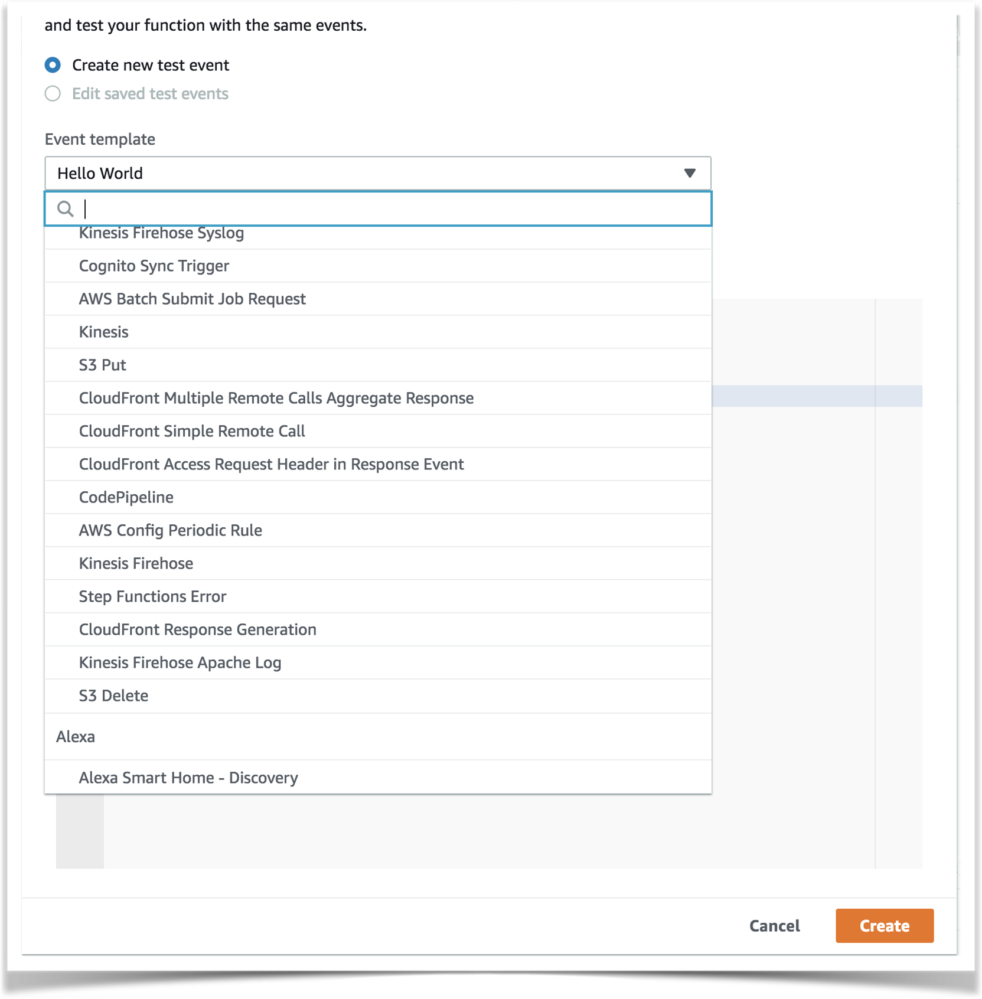 and test your function with the same events.
Create new test event
Edit saved test events
Event template
Hello World
Kinesis Firehose Syslog
Cognito Sync Trigger
AWS Batch Submit Job Request
Kinesis
S3 Put
CloudFront Multiple Remote Calls Aggregate Response
CloudFront Simple Remote Call
CloudFront Access Request Header in Response Event
CodePipeline
AWS Config Periodic Rule
Kinesis Firehose
Step Functions Error
CloudFront Response Generation
Kinesis Firehose Apache Log
S3 Delete
Alexa
Alexa Smart Home - Discovery
Cancel
Create